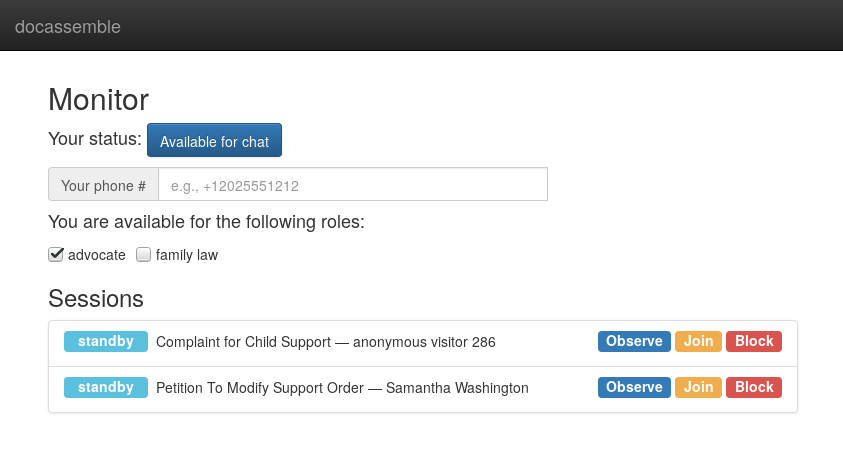 docassemble
Monitor
Your status: Available for chat
Your phone # e.g., +12025551212
You are available for the following roles:
advocate family law
Sessions
standby Complaint for Child Support — anonymous visitor 286 Observe Join Block
standby Petition To Modify Support Order — Samantha Washington Observe Join Block